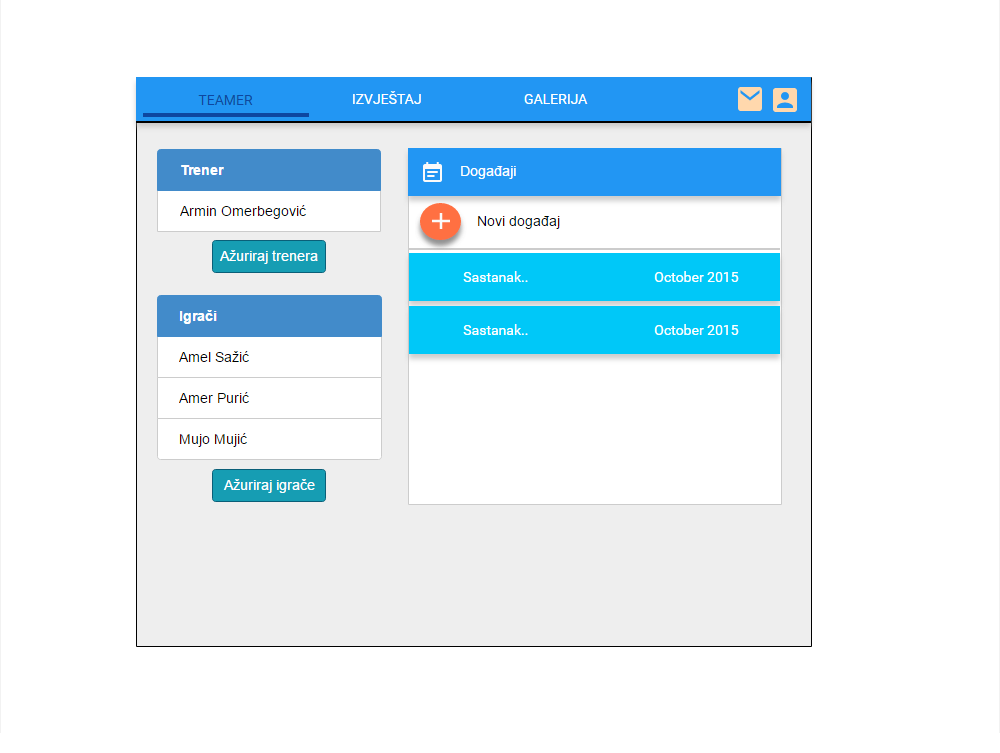 TEAMER IZVJEŠTAJ GALERIJA
Trener
Armin Omerbegović
Ažuriraj trenera
Igrači
Amel Sažić
Amer Purić
Mujo Mujić
Ažuriraj igrače
Događaji
Novi događaj
Sastanak.. October 2015
Sastanak.. October 2015